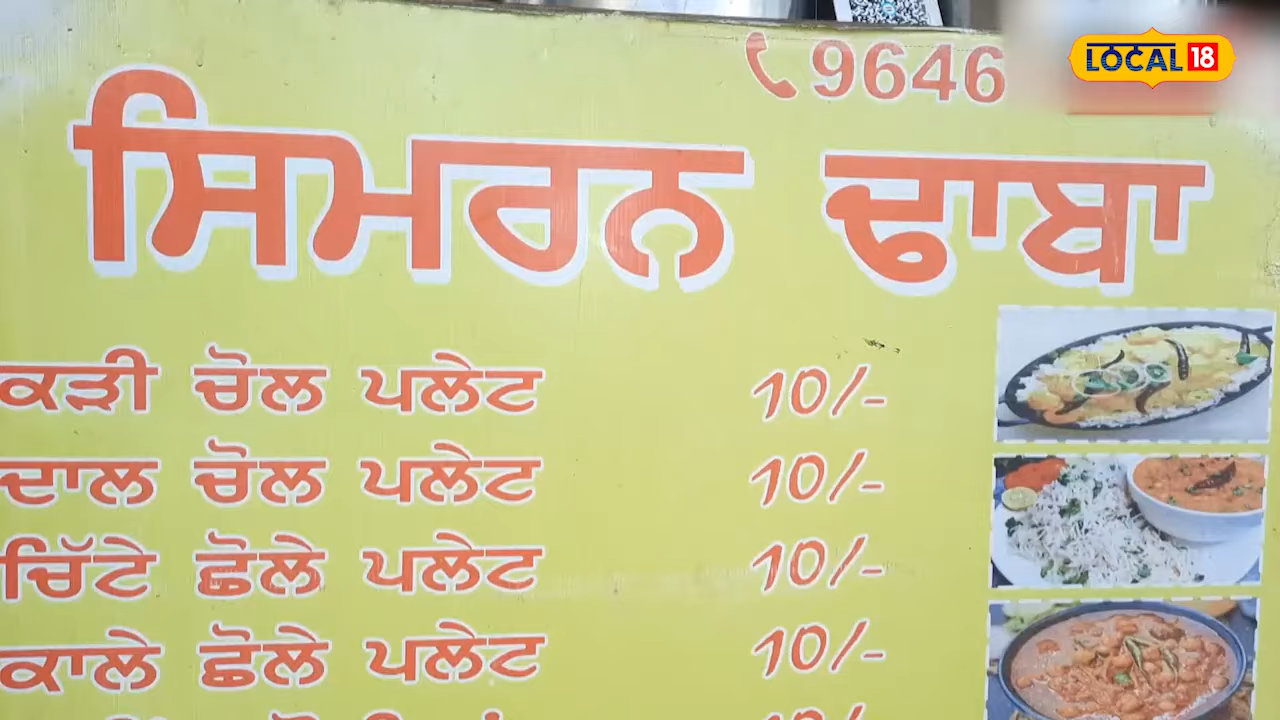 9646
LOCAL 18
ਸਿਮਰਨ ਢਾਬਾ
ਕੜੀ ਚੋਲ ਪਲੇਟ 10/-
ਦਾਲ ਚੋਲ ਪਲੇਟ 10/-
ਚਿੱਟੇ ਛੋਲੇ ਪਲੇਟ 10/-
ਕਾਲੇ ਛੋਲੇ ਪਲੇਟ 10/-